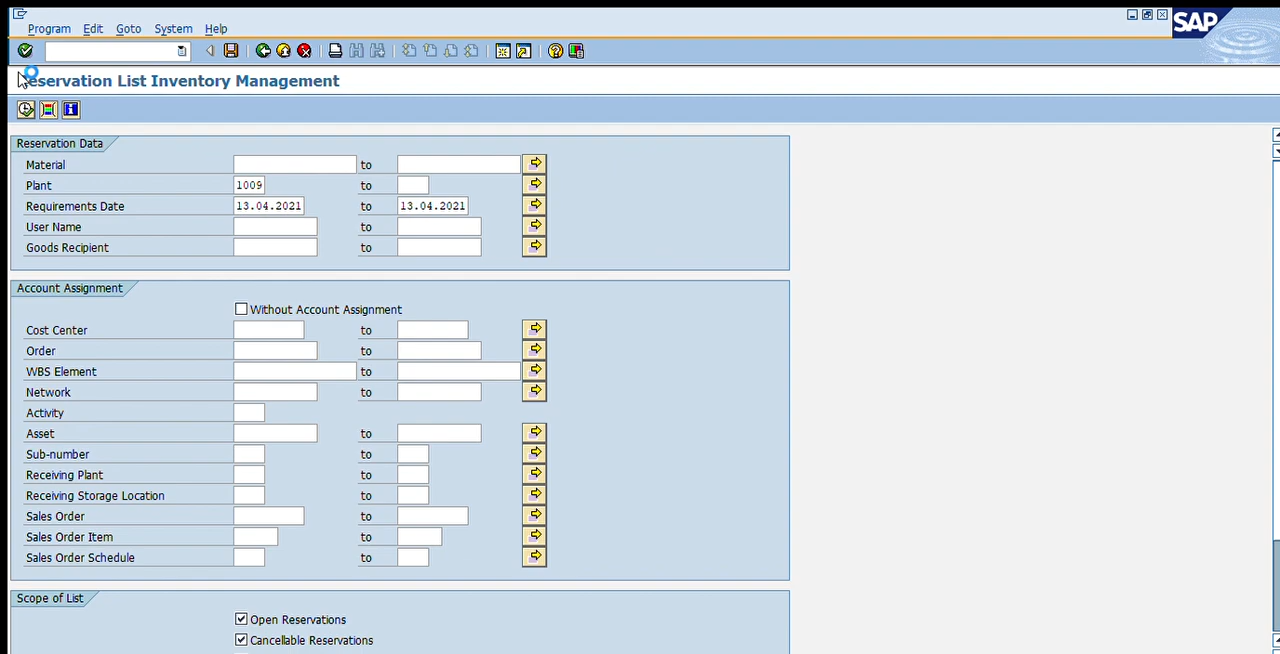 Program Edit Goto System Help
SAP
eservation List Inventory Management
Reservation Data
Material to
Plant 1009 to
Requirements Date 13.04.2021 to 13.04.2021
User Name to
Goods Recipient to
Account Assignment
Without Account Assignment
Cost Center to
Order to
WBS Element to
Network to
Activity
Asset to
Sub-number to
Receiving Plant to
Receiving Storage Location to
Sales Order to
Sales Order Item to
Sales Order Schedule to
Scope of List
Open Reservations
Cancellable Reservations